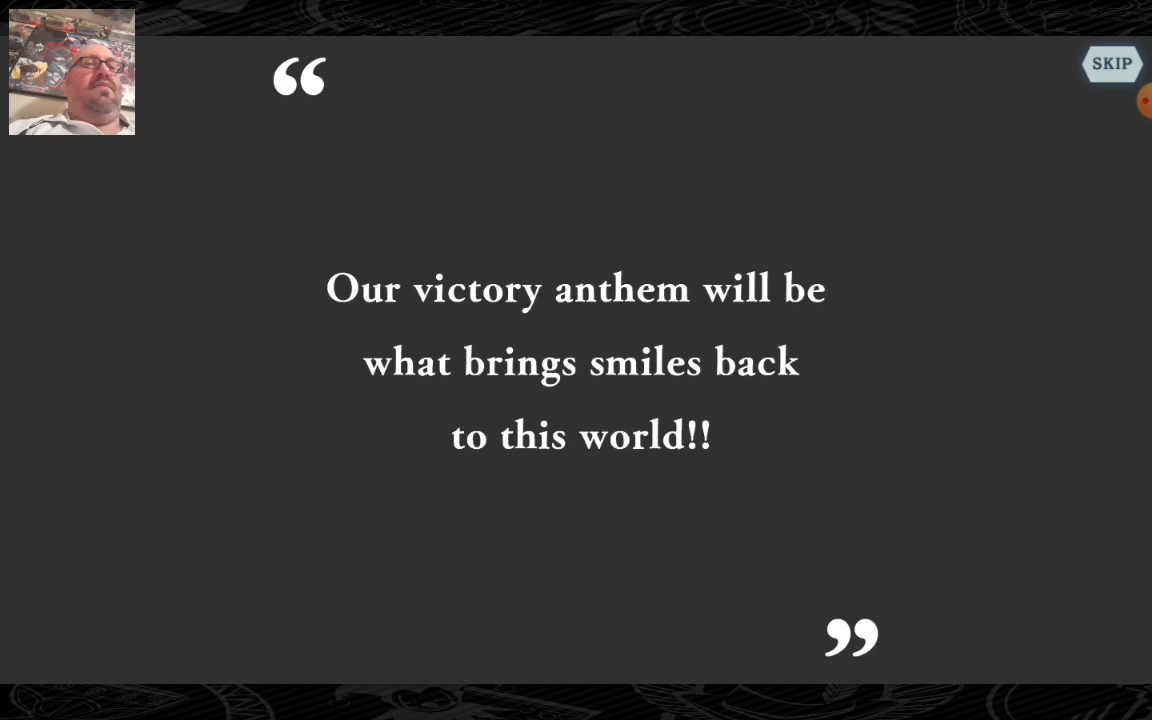 “
SKIP
Our victory anthem will be
what brings smiles back
to this world!!
”